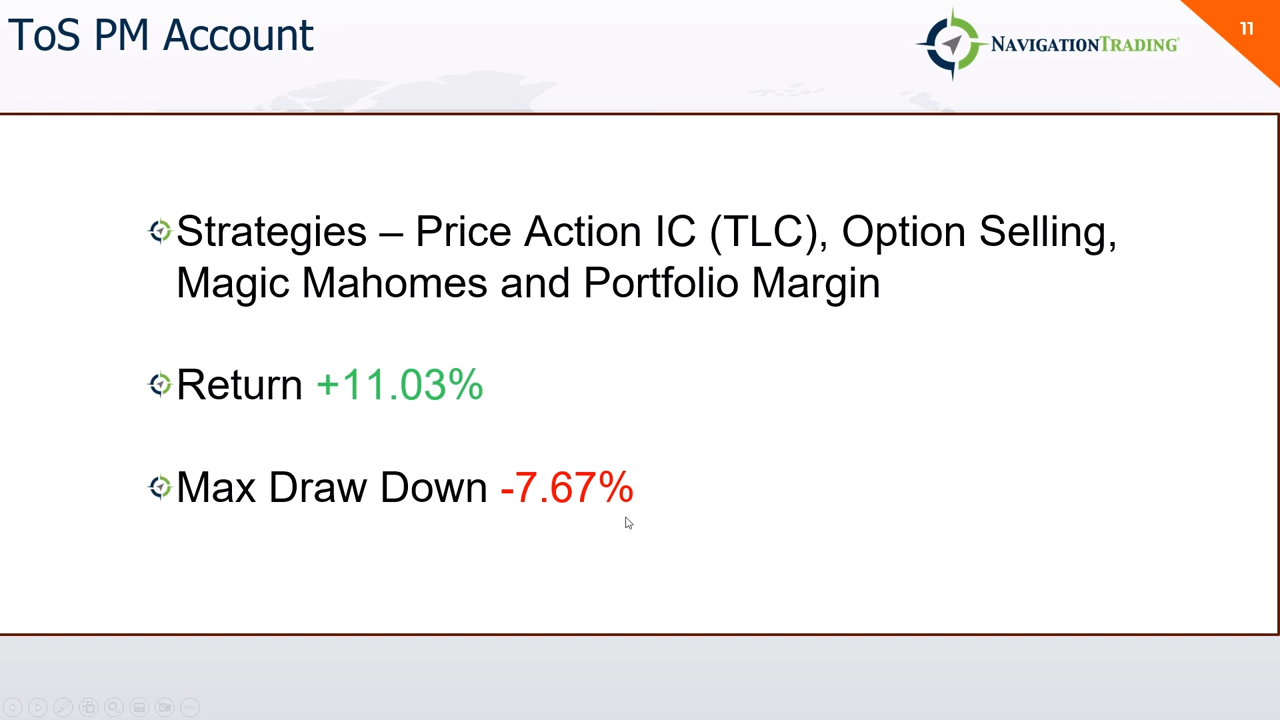 ToS PM Account
NAVIGATIONTRADING
11
Strategies – Price Action IC (TLC), Option Selling,
Magic Mahomes and Portfolio Margin
Return +11.03%
Max Draw Down -7.67%